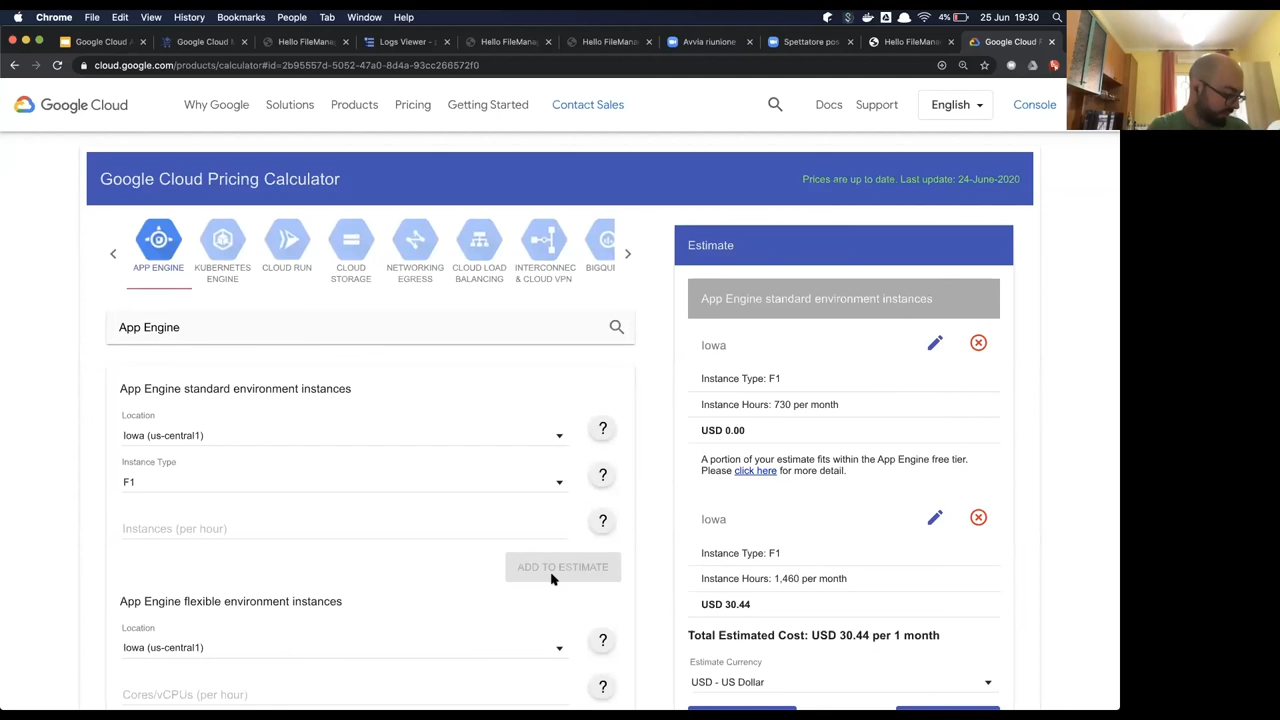 Chrome File Edit View History Bookmarks People Tab Window Help 4% 25 Jun 19:30
Google Cloud Google Cloud Hello FileMana Logs Viewer - Hello FileMana Hello FileMana Avvia riunione Spettatore pos Hello FileMana Google Cloud
cloud.google.com/products/calculator#id=2b95557d-5052-47a0-8d4a-93cc266572f0
Google Cloud Why Google Solutions Products Pricing Getting Started Contact Sales Docs Support English Console
Google Cloud Pricing Calculator
Prices are up to date. Last update: 24-June-2020
APP ENGINE
KUBERNETES
ENGINE
CLOUD RUN
CLOUD
STORAGE
NETWORKING
EGRESS
CLOUD LOAD
BALANCING
INTERCONNEC
& CLOUD VPN
BIGQUI
App Engine
App Engine standard environment instances
Location
Iowa (us-central1)
?
Instance Type
F1
?
Instances (per hour)
?
ADD TO ESTIMATE
App Engine flexible environment instances
Location
Iowa (us-central1)
?
Cores/vCPUs (per hour)
?
Estimate
App Engine standard environment instances
Iowa
Instance Type: F1
Instance Hours: 730 per month
USD 0.00
A portion of your estimate fits within the App Engine free tier.
Please click here for more detail.
Iowa
Instance Type: F1
Instance Hours: 1,460 per month
USD 30.44
Total Estimated Cost: USD 30.44 per 1 month
Estimate Currency
USD - US Dollar